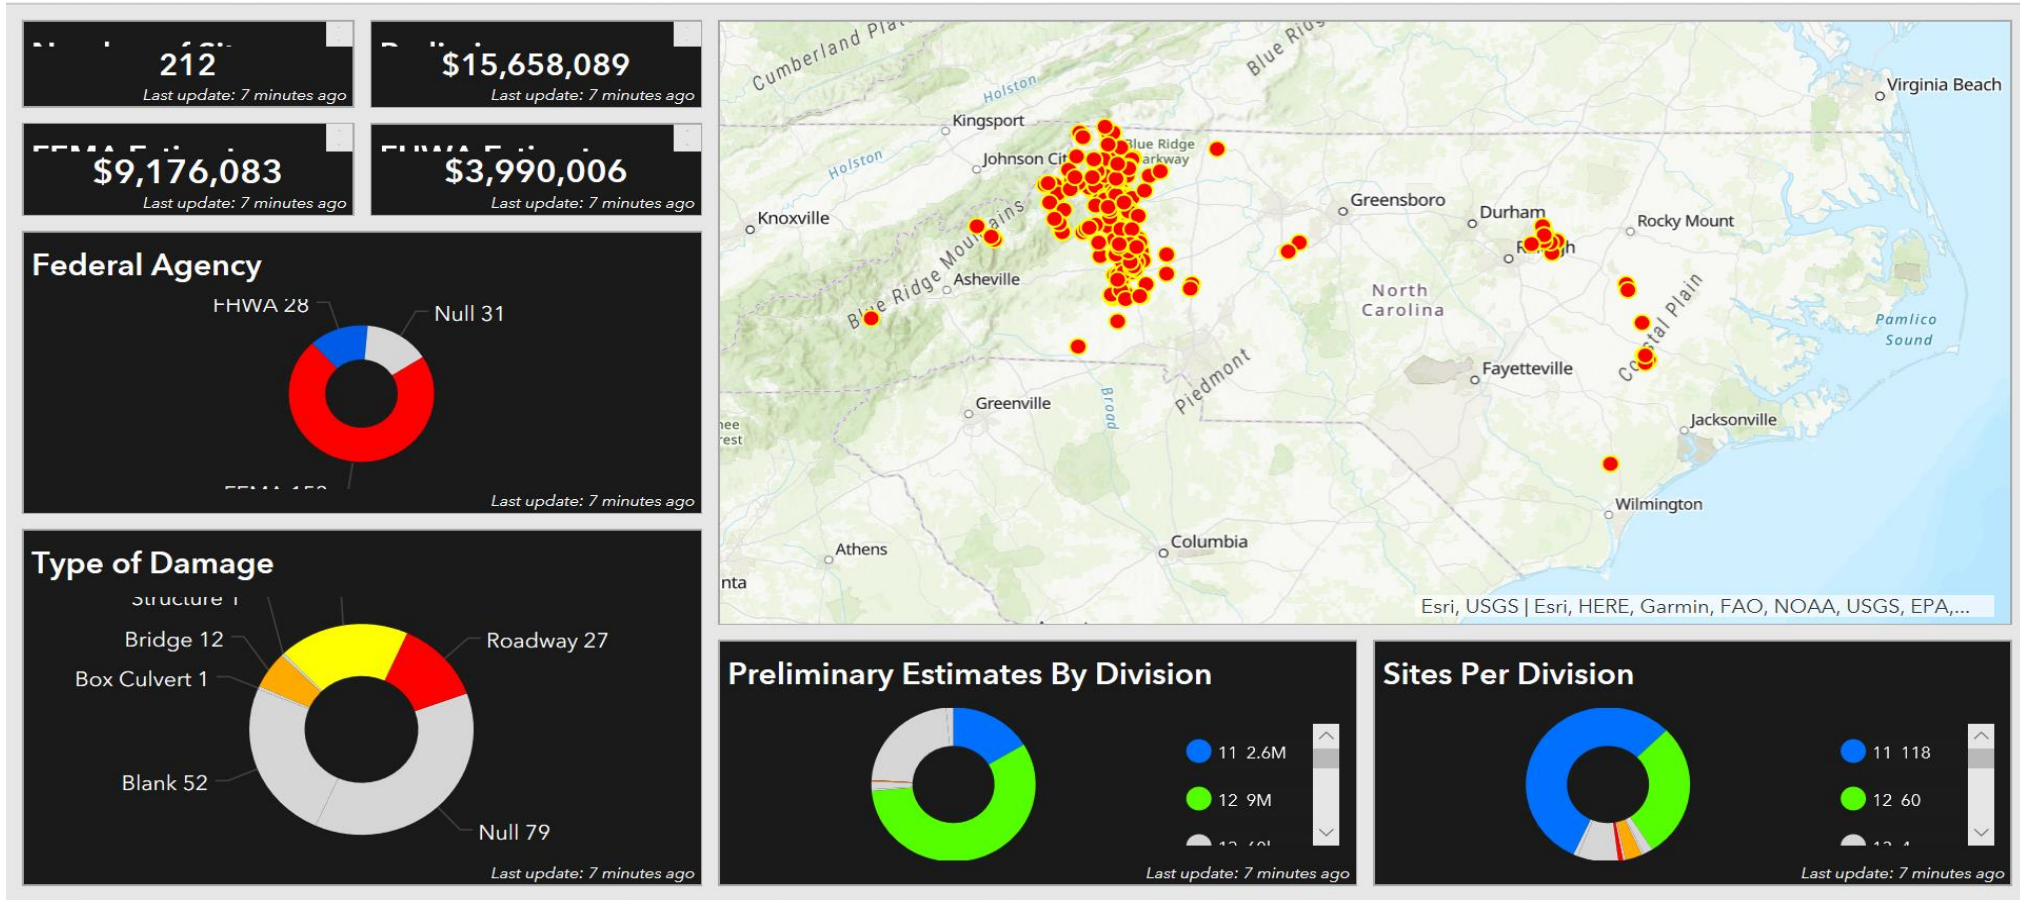 212
Last update: 7 minutes ago
$15,658,089
Last update: 7 minutes ago
$9,176,083
Last update: 7 minutes ago
$3,990,006
Last update: 7 minutes ago
Federal Agency
FHWA 28
Null 31
Last update: 7 minutes ago
Type of Damage
Structure 1
Bridge 12
Roadway 27
Box Culvert 1
Blank 52
Null 79
Last update: 7 minutes ago
Cumberland
Blue
Virginia Beach
Holston
Kingsport
Blue Ridge
Johnson
Holston
Knoxville
Greensboro
Durham
Rocky Mount
Blue Ridge Mountains
Asheville
North
Carolina
Coastal Plain
Pamlico
Sound
Piedmont
Fayetteville
Greenville
Broad
Jacksonville
Wilmington
Columbia
Athens
nta
Esri, USGS | Esri, HERE, Garmin, FAO, NOAA, USGS, EPA,...
Preliminary Estimates By Division
11 2.6M
12 9M
Last update: 7 minutes ago
Sites Per Division
11 118
12 60
Last update: 7 minutes ago